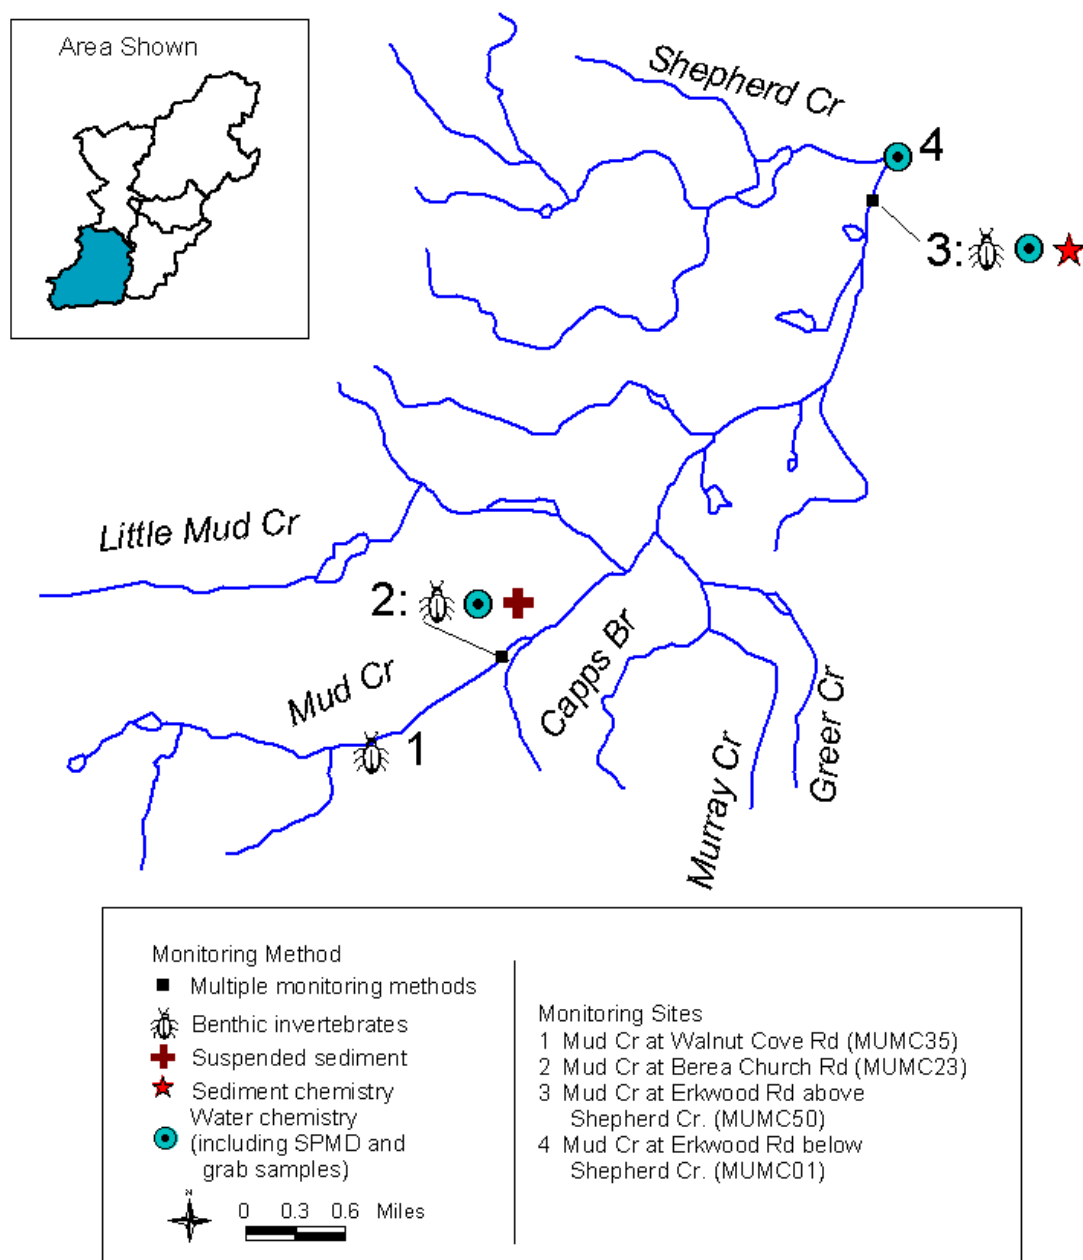 Area Shown
Shepherd Cr
4
3:
Little Mud Cr
2:
Mud Cr
1
Capps Br
Murray Cr
Greer Cr
Monitoring Method
Multiple monitoring methods
Benthic invertebrates
Suspended sediment
Sediment chemistry
Water chemistry
(including SPMD and
grab samples)
N
0 0.3 0.6 Miles
Monitoring Sites
1 Mud Cr at Walnut Cove Rd (MUMC35)
2 Mud Cr at Berea Church Rd (MUMC23)
3 Mud Cr at Erkwood Rd above
Shepherd Cr. (MUMC50)
4 Mud Cr at Erkwood Rd below
Shepherd Cr. (MUMC01)